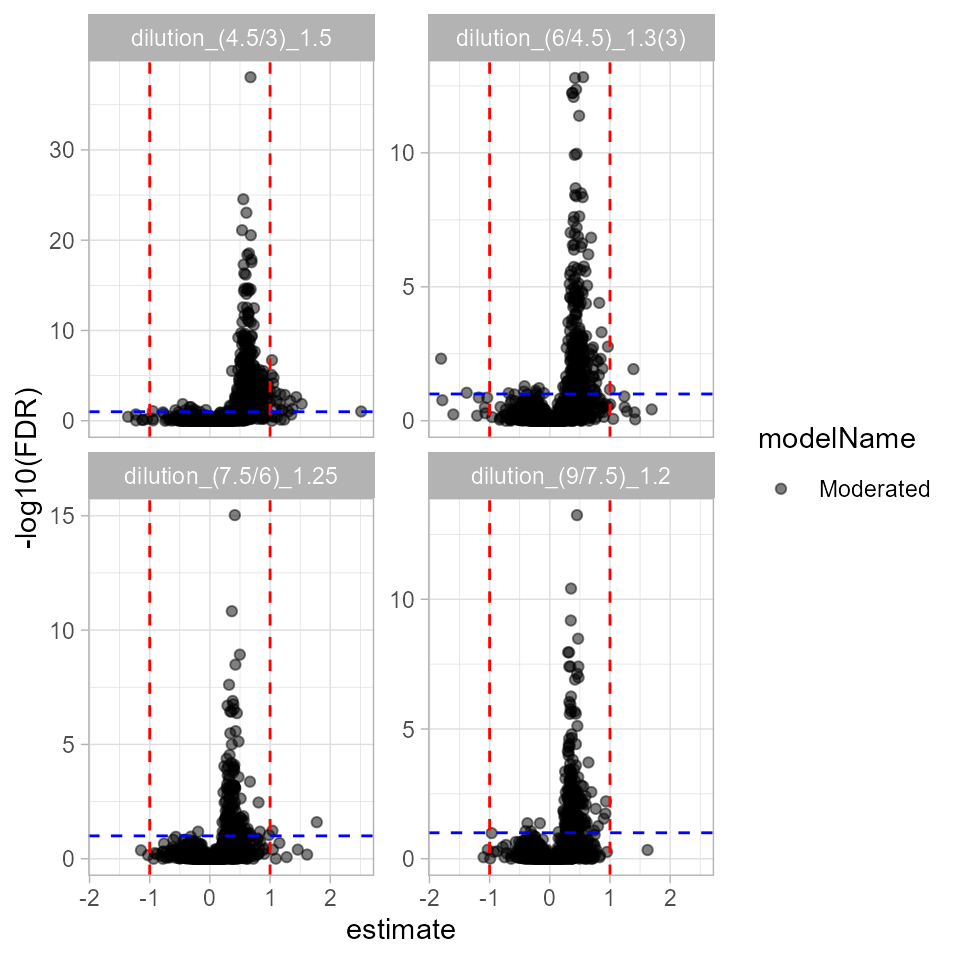 dilution_(4.5/3)_1.5
dilution_(6/4.5)_1.3(3)
30
20
10
0
10
5
0
dilution_(7.5/6)_1.25
dilution_(9/7.5)_1.2
15
10
5
0
10
5
0
-2 -1 0 1 2
-2 -1 0 1 2
estimate
-log10(FDR)
modelName
Moderated